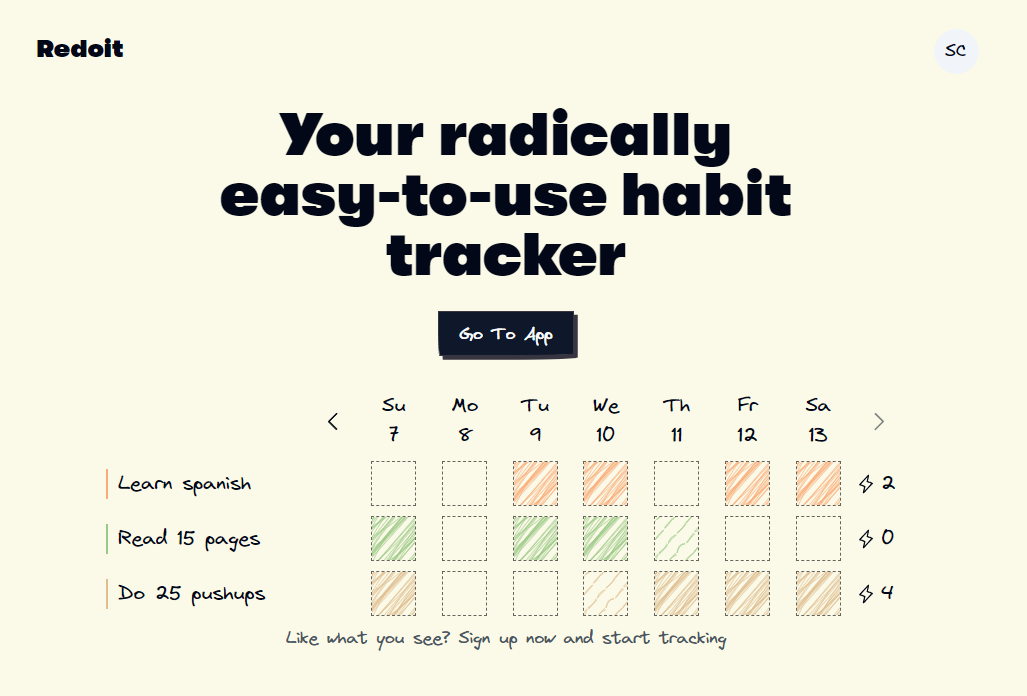 Redoit
SC
Your radically
easy-to-use habit
tracker
Go To App
Su Mo Tu We Th Fr Sa
7 8 9 10 11 12 13
Learn spanish 2
Read 15 pages 0
Do 25 pushups 4
Like what you see? Sign up now and start tracking